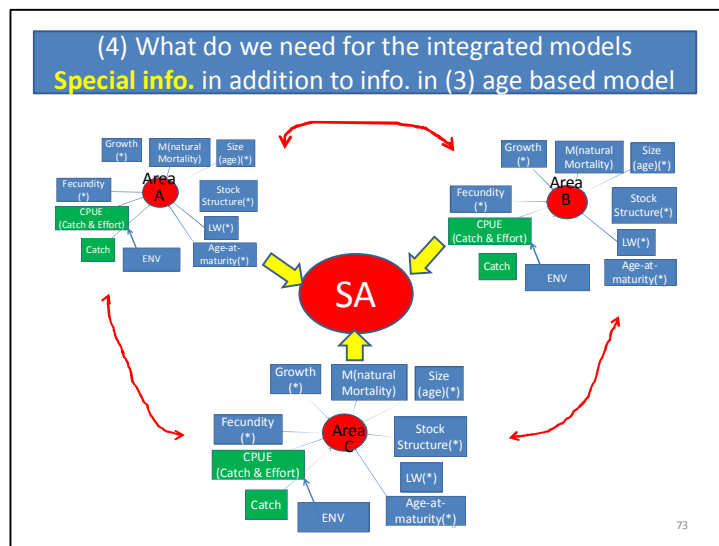 (4) What do we need for the integrated models
Special info. in addition to info. in (3) age based model
Growth
(*)
M(natural
Mortality)
Size
(age)(*)
Fecundity
(*)
Area
A
Stock
Structure(*)
CPUE
(Catch & Effort)
LW(*)
Catch
ENV
Age-at-
maturity(*)
Growth
(*)
M(natural
Mortality)
Size
(age)(*)
Fecundity
(*)
Area
B
Stock
Structure(*)
CPUE
(Catch & Effort)
LW(*)
Catch
ENV
Age-at-
maturity(*)
SA
Growth
(*)
M(natural
Mortality)
Size
(age)(*)
Fecundity
(*)
Area
C
Stock
Structure(*)
CPUE
(Catch & Effort)
LW(*)
Catch
ENV
Age-at-
maturity(*)
73